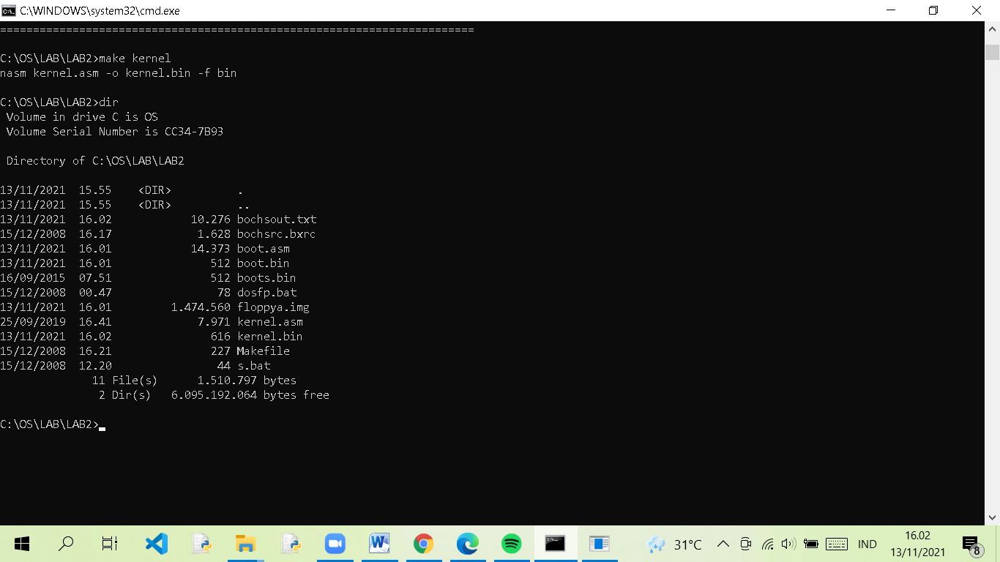 C:\WINDOWS\system32\cmd.exe
========================================================================
C:\OS\LAB\LAB2>make kernel
nasm kernel.asm -o kernel.bin -f bin
C:\OS\LAB\LAB2>dir
 Volume in drive C is OS
 Volume Serial Number is CC34-7B93
 Directory of C:\OS\LAB\LAB2
13/11/2021  15.55    <DIR>          .
13/11/2021  15.55    <DIR>          ..
13/11/2021  16.02            10.276 bochsout.txt
15/12/2008  16.17             1.628 bochsrc.bxrc
13/11/2021  16.01            14.373 boot.asm
13/11/2021  16.01               512 boot.bin
16/09/2015  07.51               512 boots.bin
15/12/2008  00.47                78 dosfp.bat
13/11/2021  16.01         1.474.560 floppya.img
25/09/2019  16.41             7.971 kernel.asm
13/11/2021  16.02               616 kernel.bin
15/12/2008  16.21               227 Makefile
15/12/2008  12.20                44 s.bat
              11 File(s)      1.510.797 bytes
               2 Dir(s)   6.095.192.064 bytes free
C:\OS\LAB\LAB2>
31°C
IND
16.02
13/11/2021
8